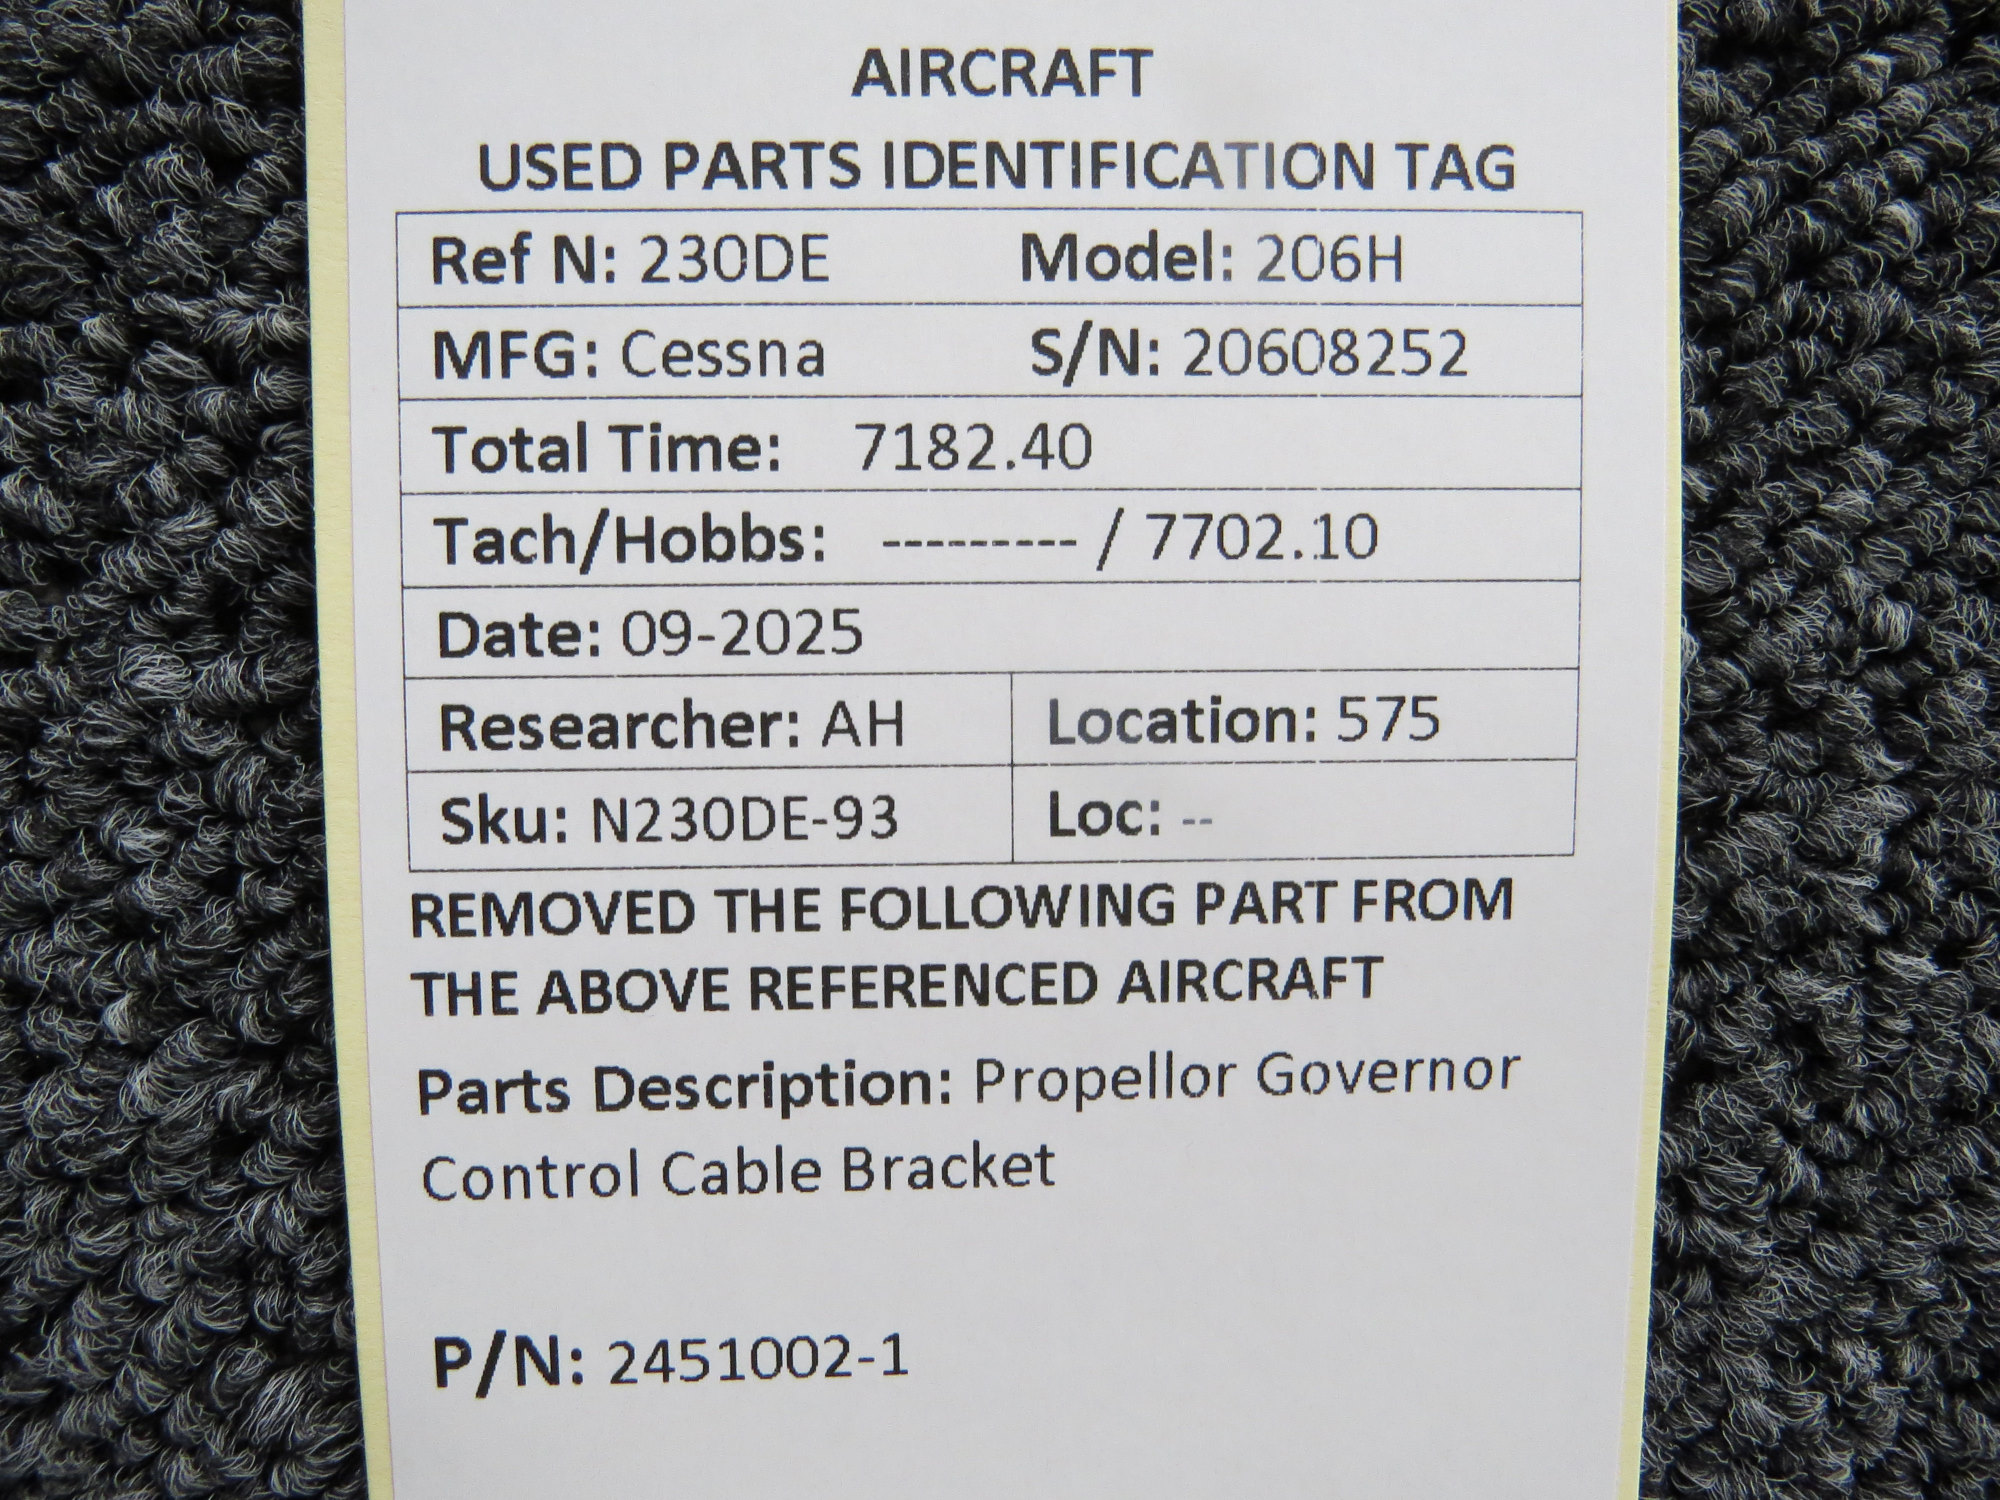 AIRCRAFT
USED PARTS IDENTIFICATION TAG
Ref N: 230DE Model: 206H
MFG: Cessna S/N: 20608252
Total Time: 7182.40
Tach/Hobbs: --------- / 7702.10
Date: 09-2025
Researcher: AH Location: 575
Sku: N230DE-93 Loc: --
REMOVED THE FOLLOWING PART FROM
THE ABOVE REFERENCED AIRCRAFT
Parts Description: Propellor Governor
Control Cable Bracket
P/N: 2451002-1